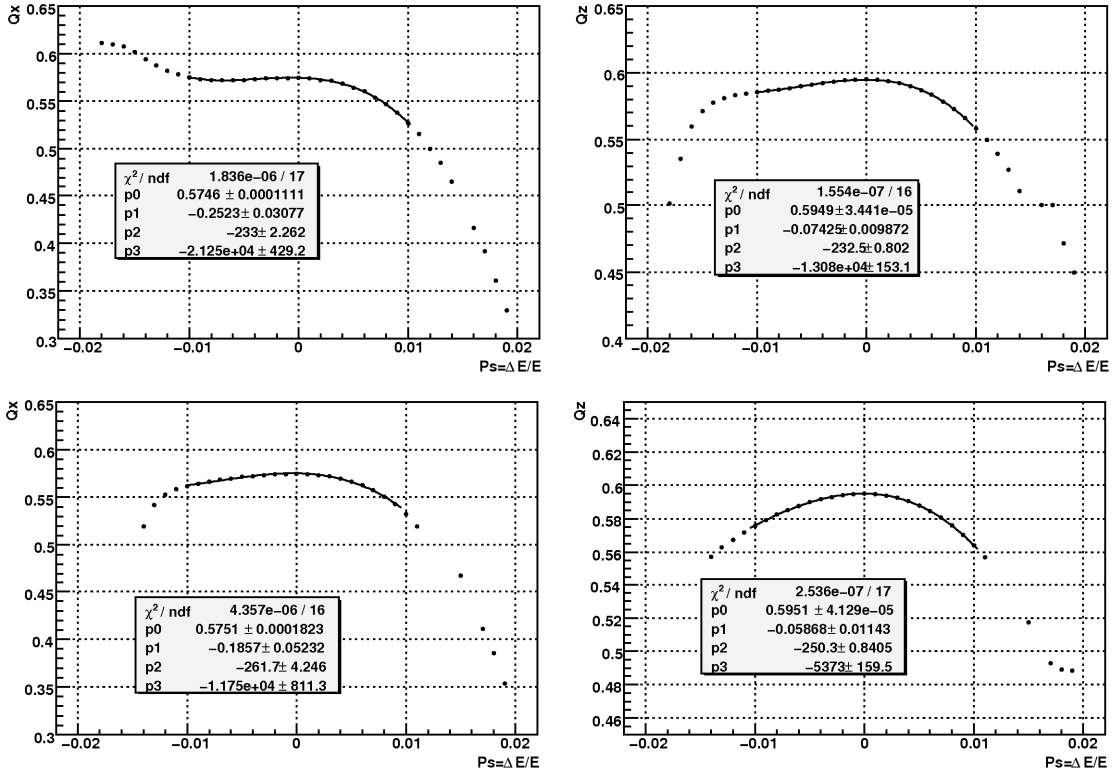 Qx
0.65
0.6
0.55
0.5
0.45
0.4
0.35
0.3
−0.02 −0.01 0 0.01 0.02
Ps=Δ E/E
χ² / ndf 1.836e−06 / 17
p0 0.5746 ± 0.0001111
p1 −0.2523 ± 0.03077
p2 −233 ± 2.262
p3 −2.125e+04 ± 429.2
Qz
0.65
0.6
0.55
0.5
0.45
0.4
−0.02 −0.01 0 0.01 0.02
Ps=Δ E/E
χ² / ndf 1.554e−07 / 16
p0 0.5949 ± 3.441e−05
p1 −0.07425 ± 0.009872
p2 −232.5 ± 0.802
p3 −1.308e+04 ± 153.1
Qx
0.65
0.6
0.55
0.5
0.45
0.4
0.35
0.3
−0.02 −0.01 0 0.01 0.02
Ps=Δ E/E
χ² / ndf 4.357e−06 / 16
p0 0.5751 ± 0.0001823
p1 −0.1857 ± 0.05232
p2 −261.7 ± 4.246
p3 −1.175e+04 ± 811.3
Qz
0.64
0.62
0.6
0.58
0.56
0.54
0.52
0.5
0.48
0.46
−0.02 −0.01 0 0.01 0.02
Ps=Δ E/E
χ² / ndf 2.536e−07 / 17
p0 0.5951 ± 4.129e−05
p1 −0.05868 ± 0.01143
p2 −250.3 ± 0.8405
p3 −5373 ± 159.5